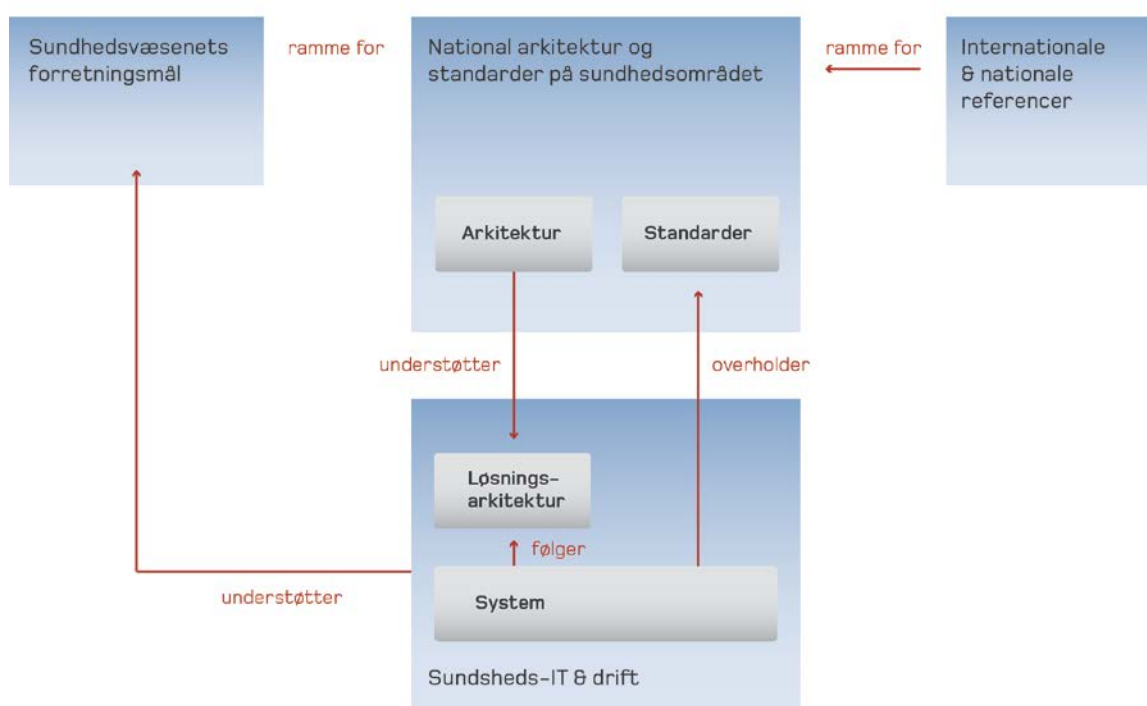 Sundhedsvæsenets
forretningsmål
ramme for
National arkitektur og
standarder på sundhedsområdet
ramme for
Internationale
& nationale
referencer
Arkitektur
Standarder
understøtter
overholder
Løsnings-
arkitektur
følger
System
understøtter
Sundsheds-IT & drift